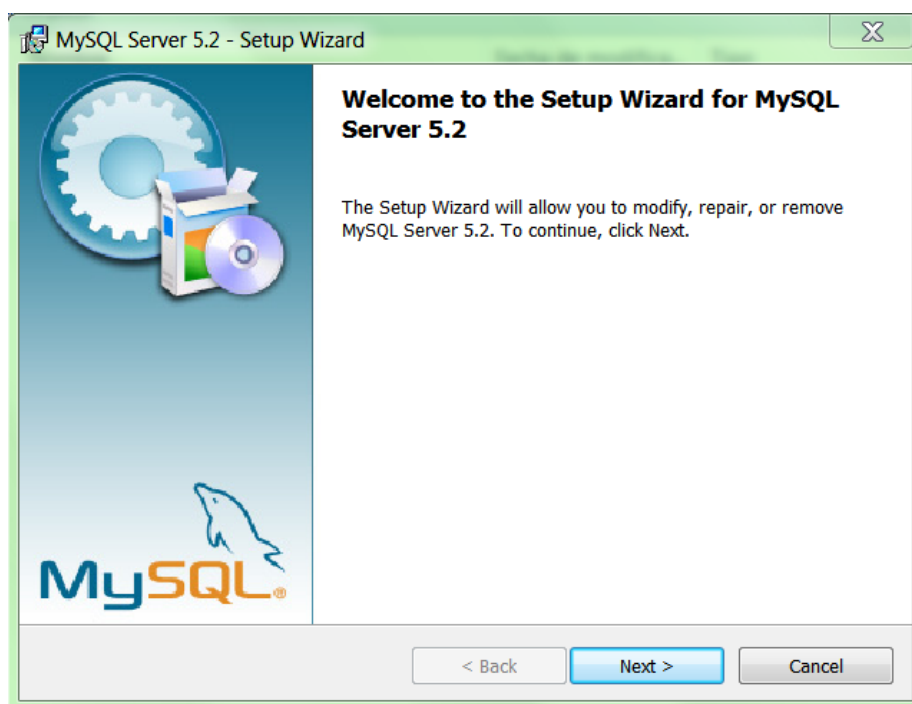 MySQL Server 5.2 - Setup Wizard
Welcome to the Setup Wizard for MySQL
Server 5.2
The Setup Wizard will allow you to modify, repair, or remove
MySQL Server 5.2. To continue, click Next.
MySQL®
< Back Next > Cancel